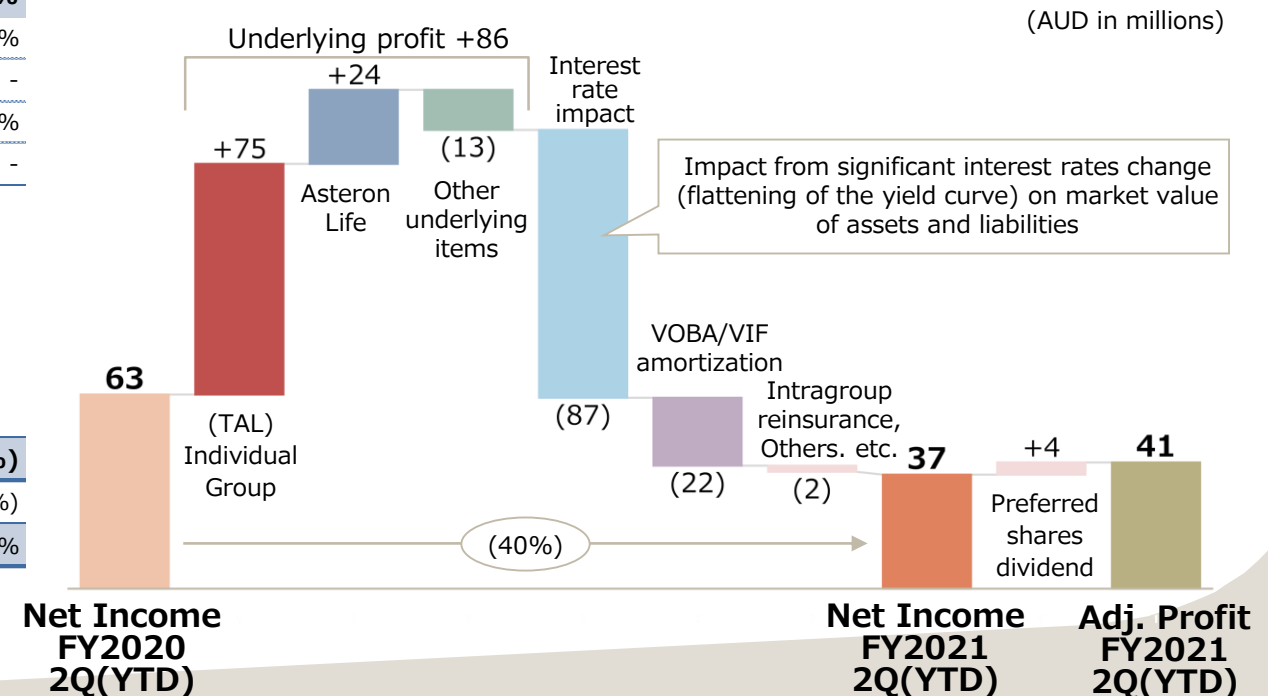 %
%
-
%
-
%)
%)
%
(AUD in millions)
Underlying profit +86
+75
+24
(13)
Interest
rate
impact
(TAL)
Individual
Group
Asteron
Life
Other
underlying
items
Impact from significant interest rates change
(flattening of the yield curve) on market value
of assets and liabilities
63
(87)
VOBA/VIF
amortization
(22)
Intragroup
reinsurance,
Others. etc.
(2)
37
+4
Preferred
shares
dividend
41
(40%)
Net Income
FY2020
2Q(YTD)
Net Income
FY2021
2Q(YTD)
Adj. Profit
FY2021
2Q(YTD)